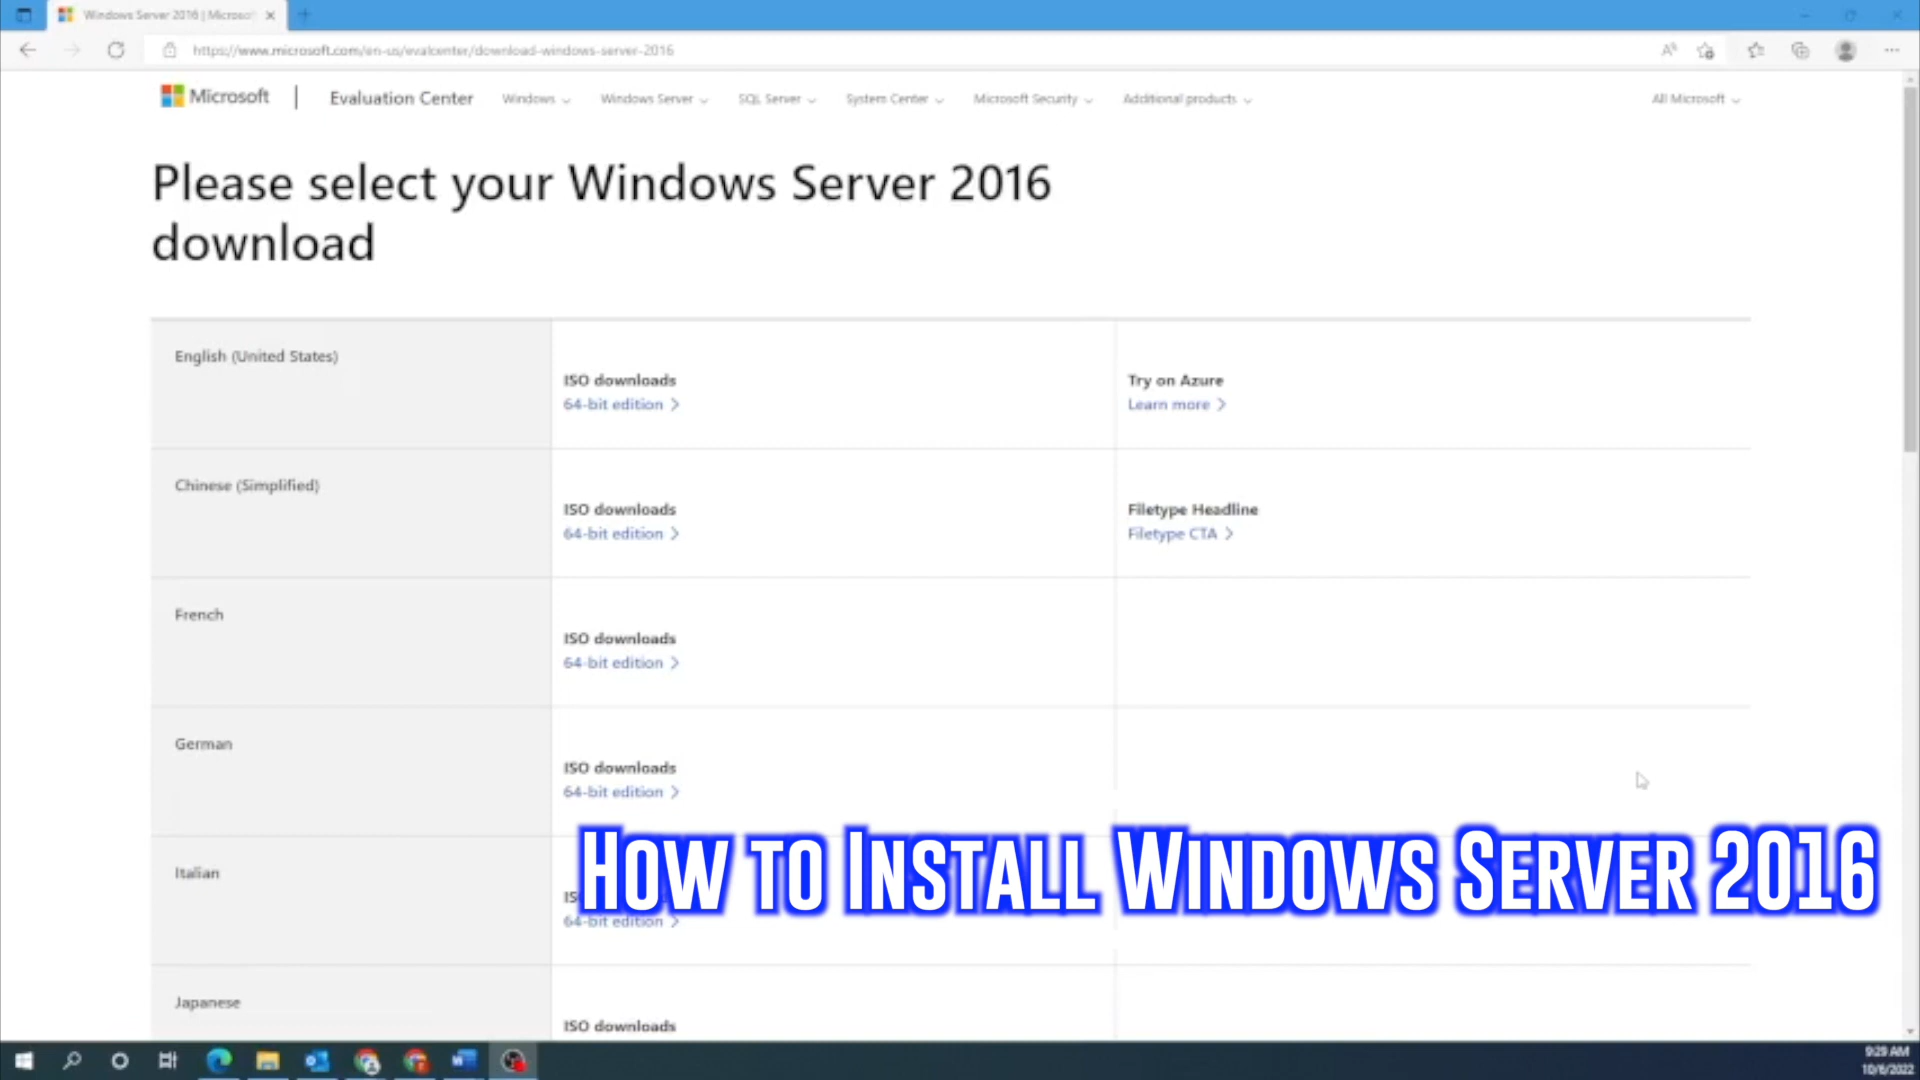 Windows Server 2016 | Microsof
https://www.microsoft.com/en-us/evalcenter/download-windows-server-2016
Microsoft
Evaluation Center
Windows
Windows Server
SQL Server
System Center
Microsoft Security
Additional products
All Microsoft
Please select your Windows Server 2016
download
English (United States)
ISO downloads
64-bit edition
Try on Azure
Learn more
Chinese (Simplified)
ISO downloads
64-bit edition
Filetype Headline
Filetype CTA
French
ISO downloads
64-bit edition
German
ISO downloads
64-bit edition
Italian
IS
64-bit edition
How to Install Windows Server 2016
Japanese
ISO downloads
9:29 AM
10/6/2022